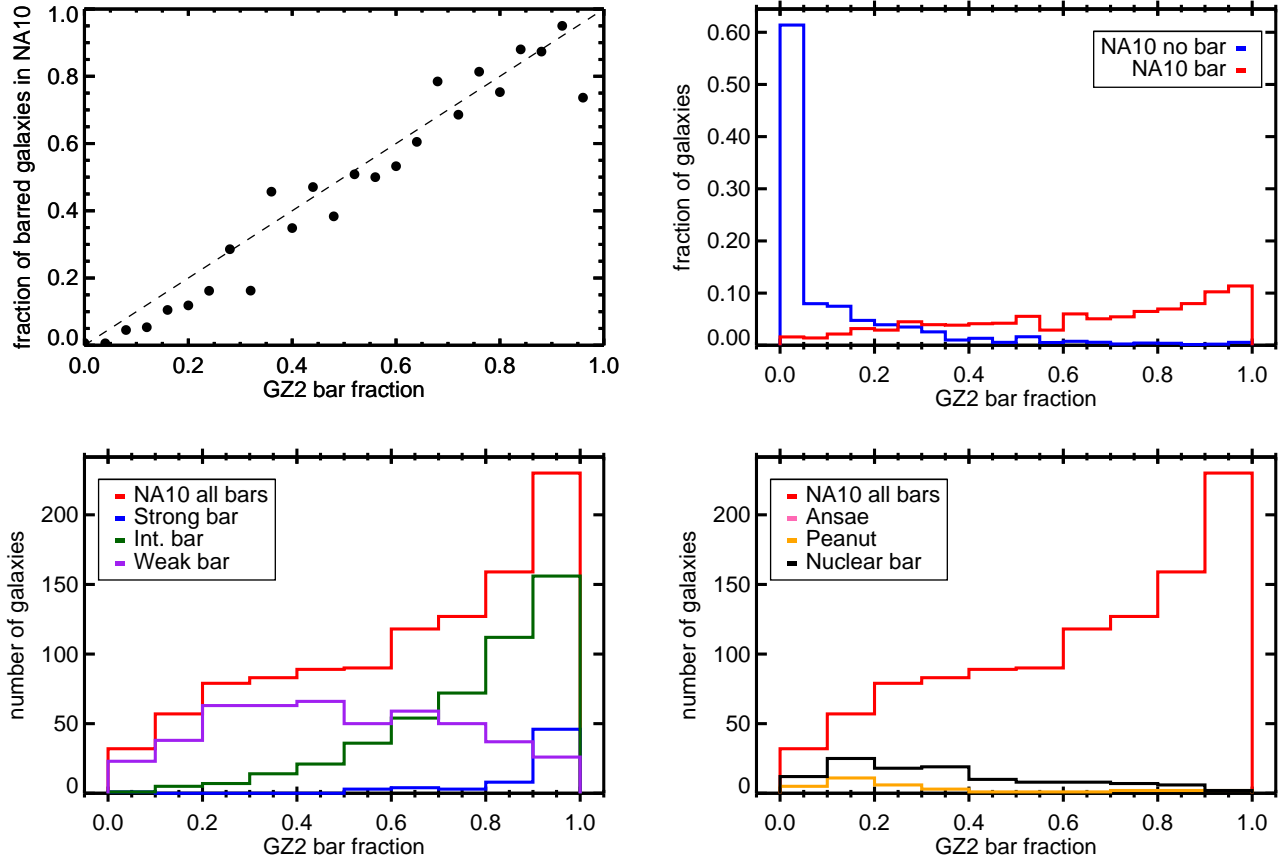 fraction of barred galaxies in NA10
1.0
0.8
0.6
0.4
0.2
0.0
0.0 0.2 0.4 0.6 0.8 1.0
GZ2 bar fraction
fraction of galaxies
0.60
0.50
0.40
0.30
0.20
0.10
0.00
NA10 no bar
NA10 bar
0.0 0.2 0.4 0.6 0.8 1.0
GZ2 bar fraction
number of galaxies
200
150
100
50
0
NA10 all bars
Strong bar
Int. bar
Weak bar
0.0 0.2 0.4 0.6 0.8 1.0
GZ2 bar fraction
number of galaxies
200
150
100
50
0
NA10 all bars
Ansae
Peanut
Nuclear bar
0.0 0.2 0.4 0.6 0.8 1.0
GZ2 bar fraction